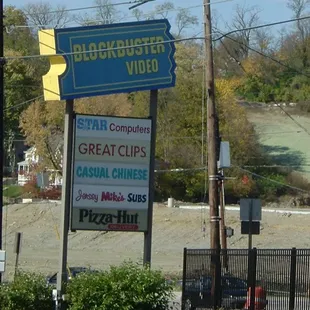 BLOCKBUSTER
VIDEO
STAR Computers
GREAT CLIPS
CASUAL CHINESE
Jersey Mike's SUBS
Pizza-Hut